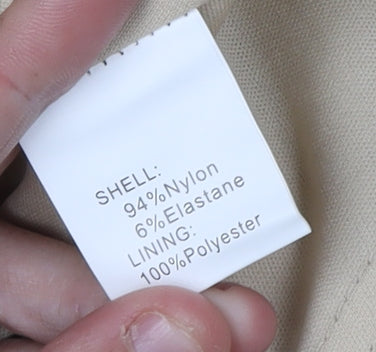 SHELL:
94%Nylon
6%Elastane
LINING:
100%Polyester